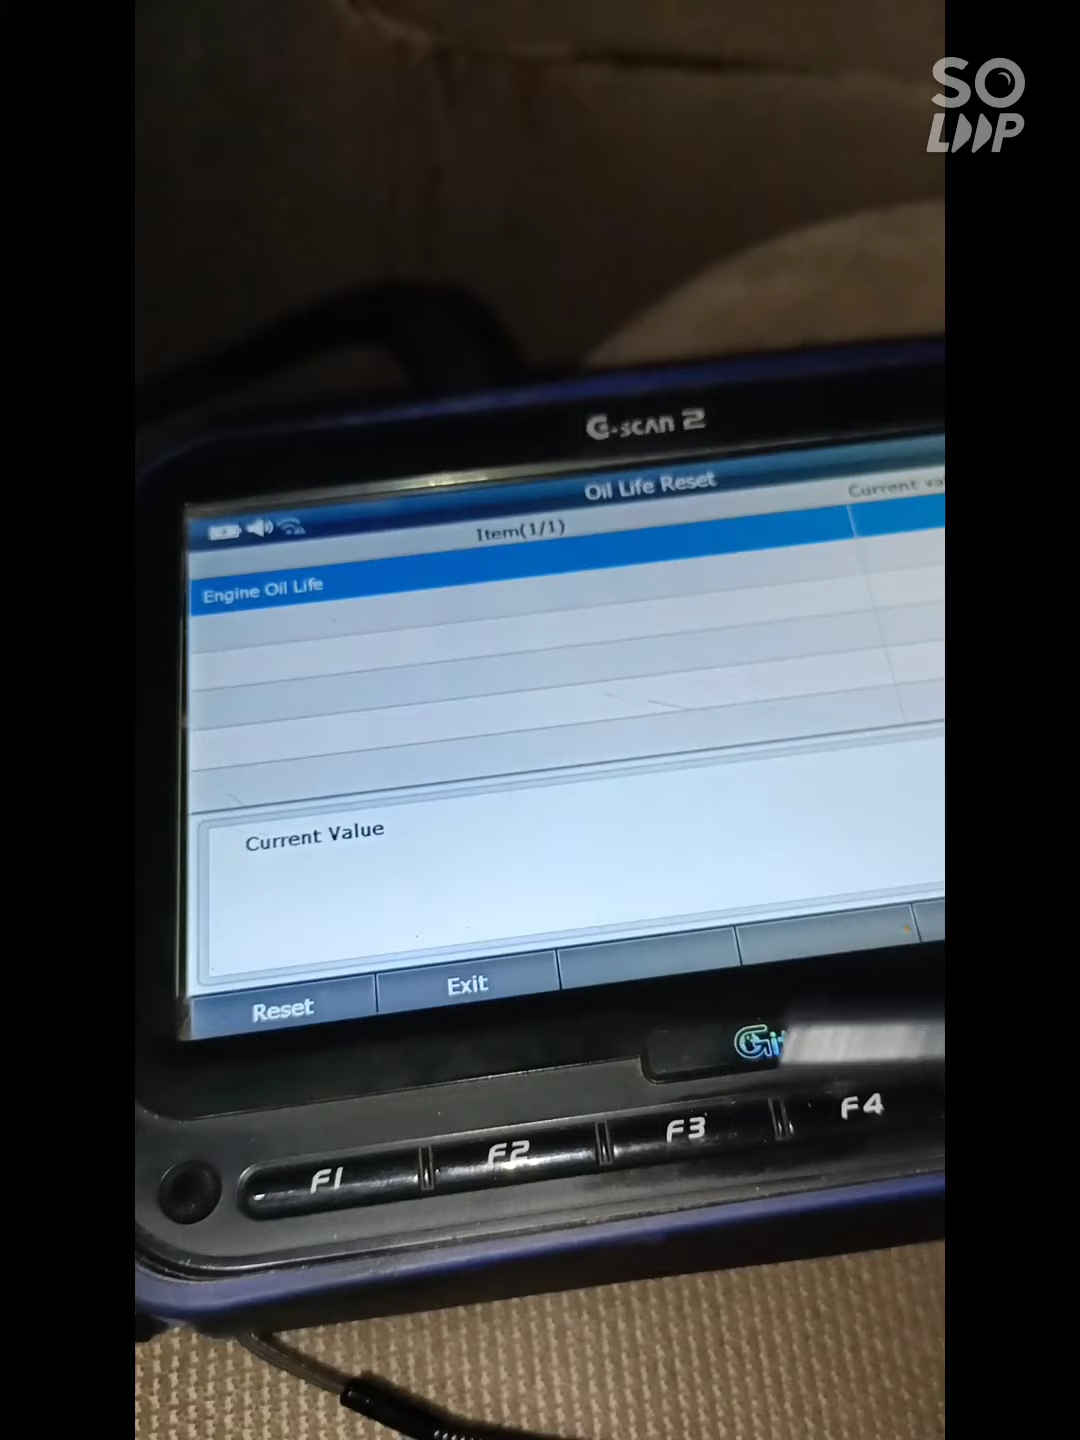 SO
LOOP
G-scan 2
Oil Life Reset
Item(1/1)
Current
Engine Oil Life
Current Value
Reset
Exit
F1
F2
F3
F4